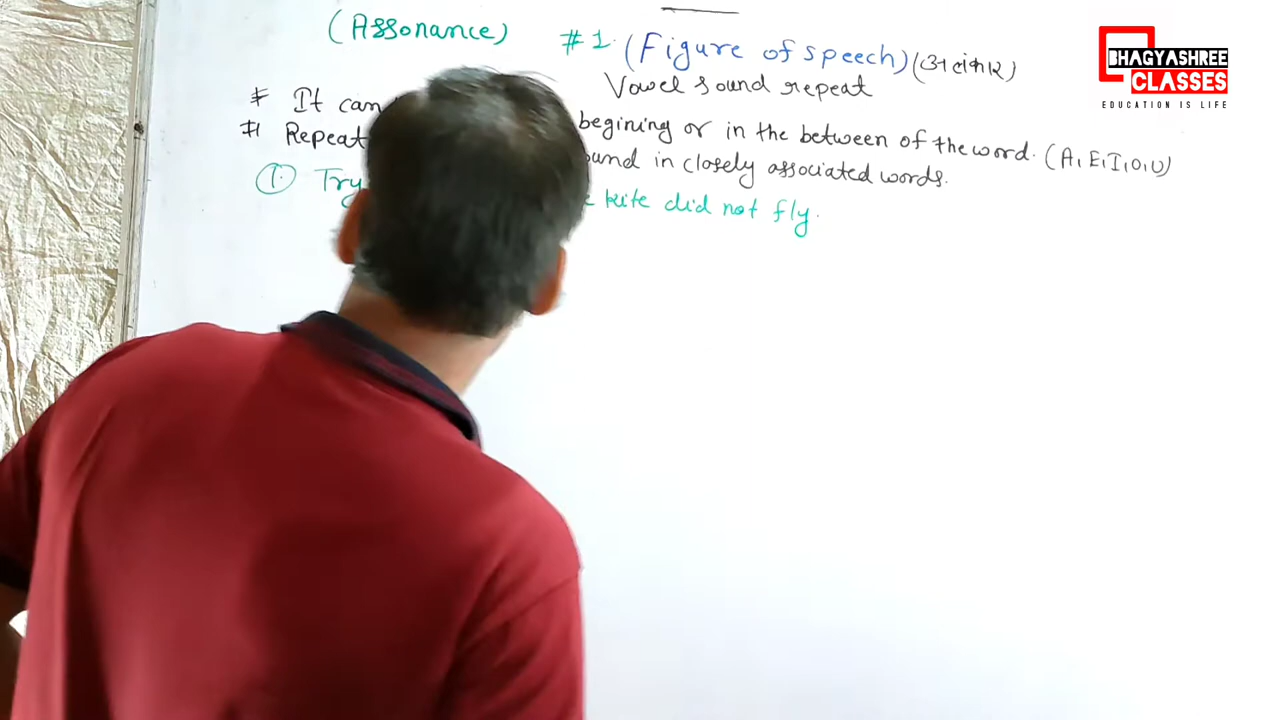 (Assonance) #1. (Figure of speech) (अलंकार)
Vowel sound repeat
# It can begining or in the between of the word. (A, E, I, O, U)
# Repeat sound in closely associated words.
①. Try kite did not fly.
BHAGYASHREE
CLASSES
EDUCATION IS LIFE